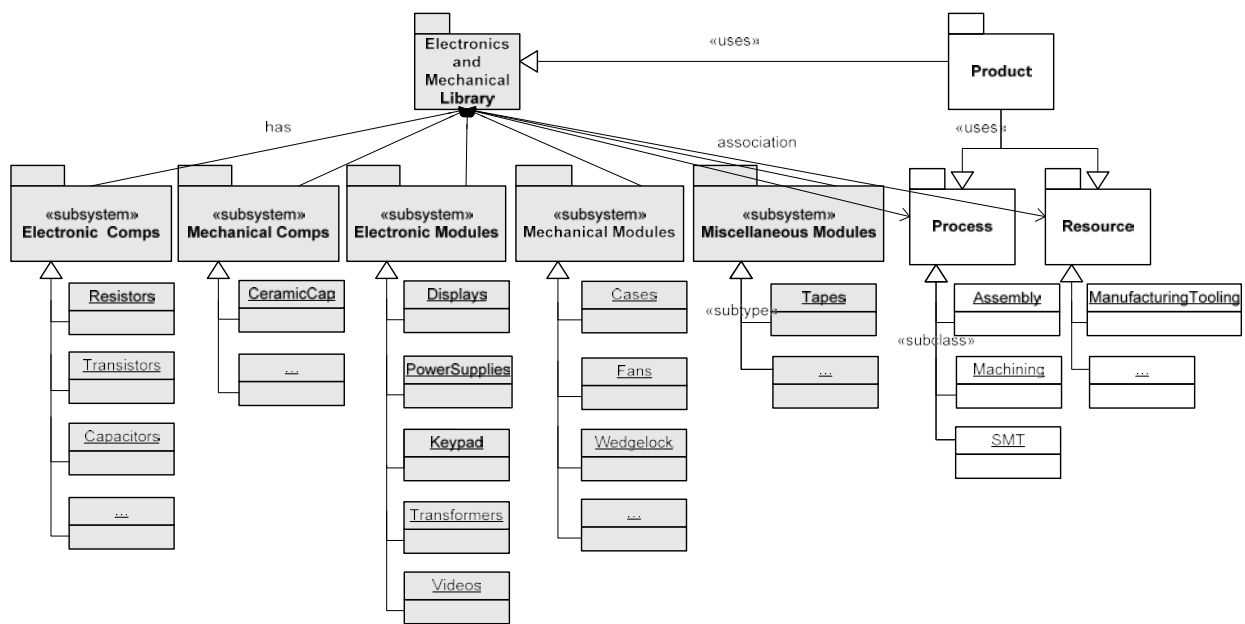 Electronics
and
Mechanical
Library
«uses»
Product
«uses»
has
association
«subsystem»
Electronic Comps
«subsystem»
Mechanical Comps
«subsystem»
Electronic Modules
«subsystem»
Mechanical Modules
«subsystem»
Miscellaneous Modules
Process
Resource
Resistors
Transistors
Capacitors
...
CeramicCap
...
Displays
PowerSupplies
Keypad
Transformers
Videos
Cases
Fans
Wedgelock
...
«subtype»
Tapes
...
«subclass»
Assembly
Machining
SMT
ManufacturingTooling
...